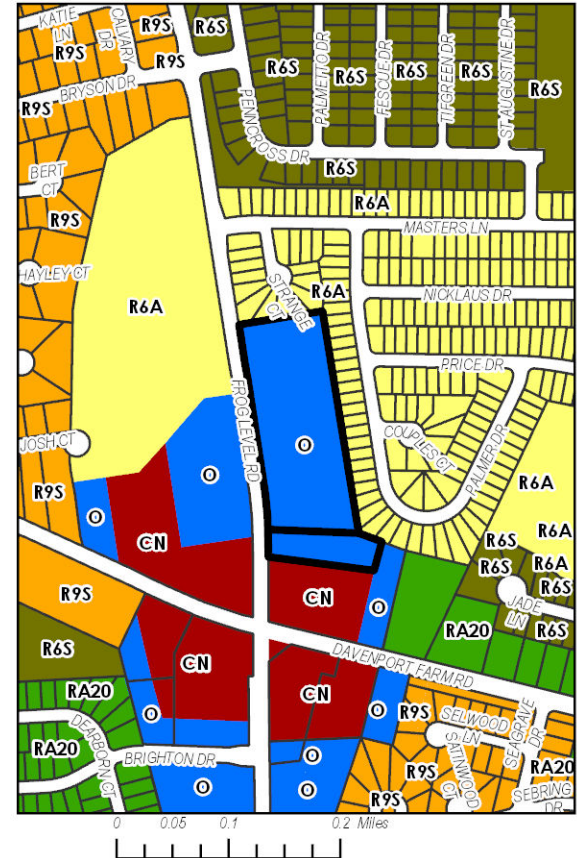 KATIE LN
CALVARY DR
R9S
R6S
R9S
R9S
R9S
BRYSON DR
R6S
PALMETTO DR
R6S
FESCUE DR
R6S
TIFGREEN DR
R6S
ST AUGUSTINE DR
R6S
PENNCROSS DR
R6S
BERT CT
R9S
R6A
MASTERS LN
HAYLEY CT
R6A
STRANGE CT
R6A
NICKLAUS DR
FROG LEVEL RD
PRICE DR
O
O
COUPLES CT
PALMER DR
JOSH CT
R9S
O
R6A
CN
R6S
R6A
R6S
R6A
R6S
JADE LN
R6S
R9S
CN
O
RA20
R6S
CN
CN
DAVENPORT FARM RD
RA20
O
O
R9S
SELWOOD LN
SEAGRAVE DR
DEARBORN CT
BRIGHTON DR
O
O
O
R9S
SATINWOOD CT
R9S
RA20
SEBRING DR
0 0.05 0.1 0.2 Miles